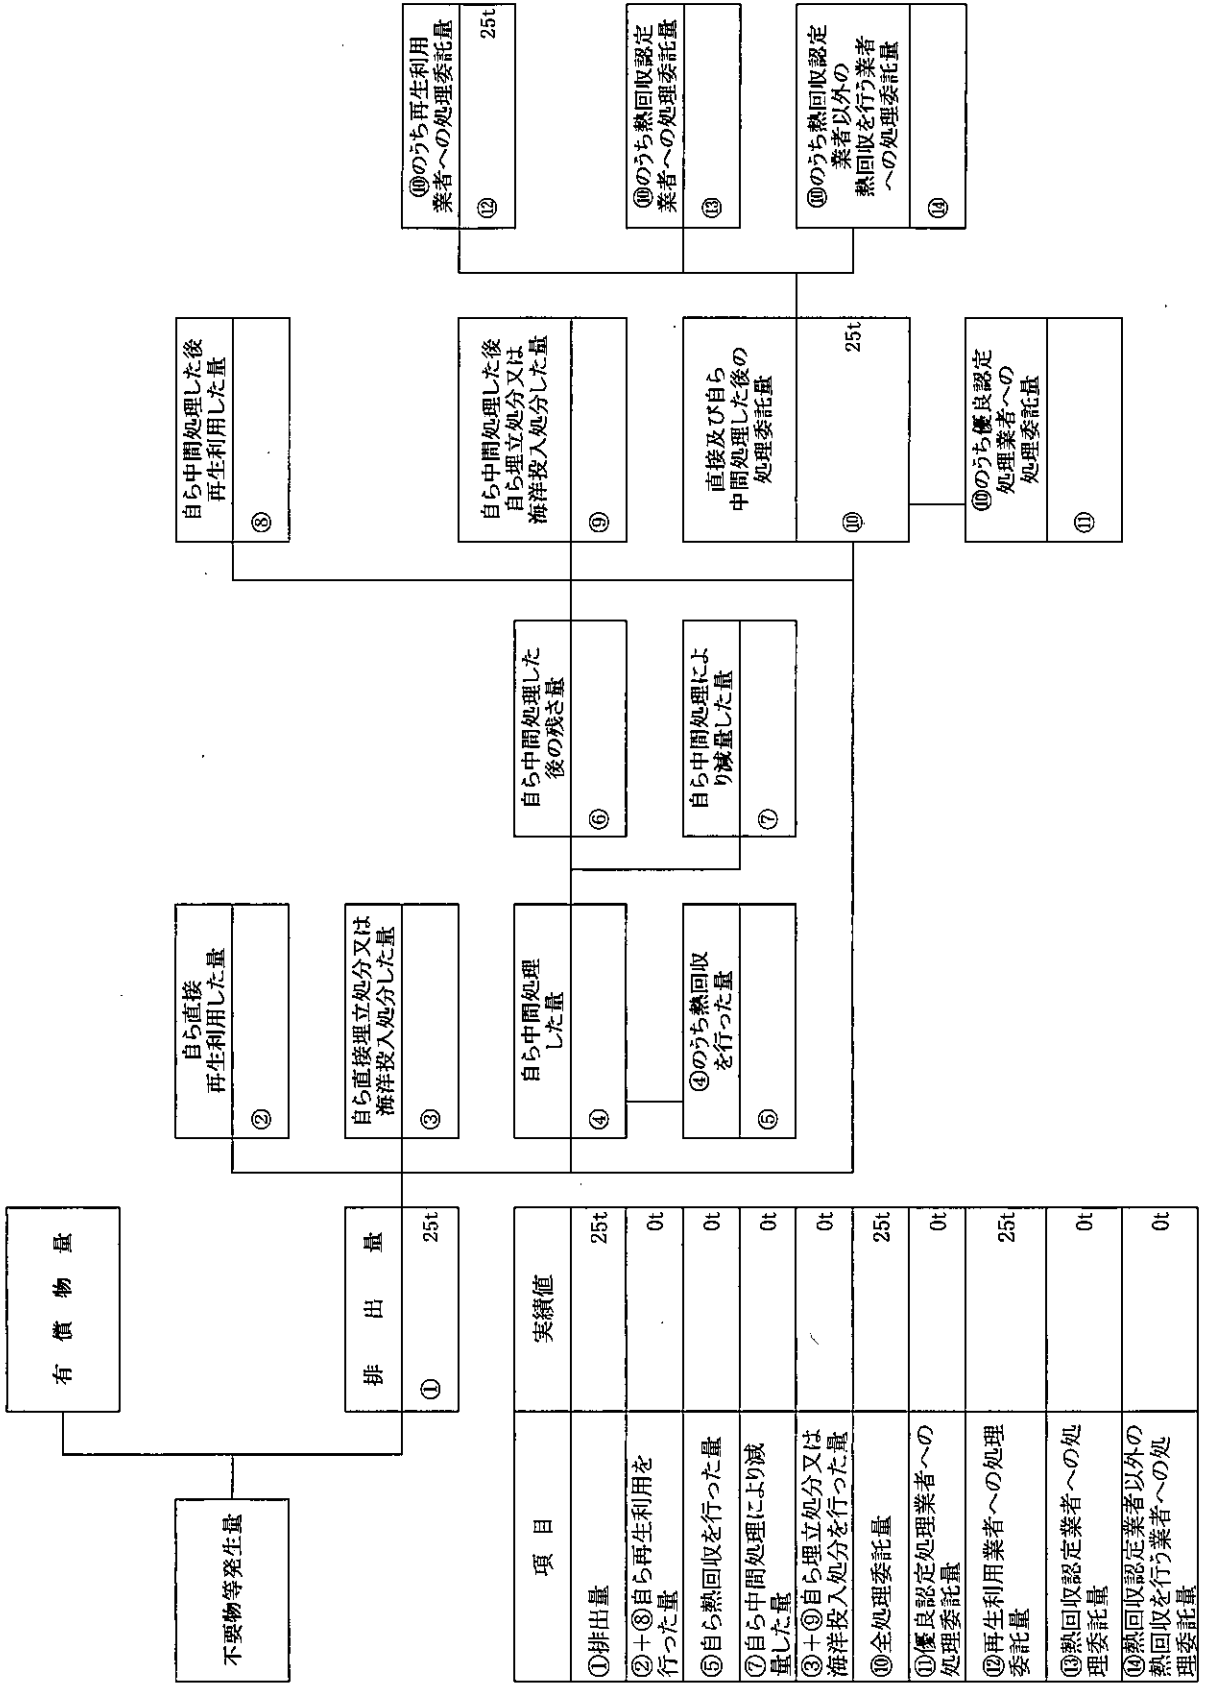 有償物量
不要物等発生量
排出量
① 25t
自ら直接
再生利用した量
②
自ら直接埋立処分又は
海洋投入処分した量
③
自ら中間処理
した量
④
④のうち熱回収
を行った量
⑤
自ら中間処理した
後の残さ量
⑥
自ら中間処理によ
り減量した量
⑦
自ら中間処理した後
再生利用した量
⑧
自ら中間処理した後
自ら埋立処分又は
海洋投入処分した量
⑨
直接及び自ら
中間処理した後の
処理委託量
⑩ 25t
⑩のうち優良認定
処理業者への
処理委託量
⑪
⑩のうち再生利用
業者への処理委託量
⑫ 25t
⑩のうち熱回収認定
業者への処理委託量
⑬
⑩のうち熱回収認定
業者以外の
熱回収を行う業者
への処理委託量
⑭
項目 実績値
①排出量 25t
②+⑧自ら再生利用を
行った量 0t
⑤自ら熱回収を行った量 0t
⑦自ら中間処理により減
量した量 0t
③+⑨自ら埋立処分又は
海洋投入処分を行った量 0t
⑩全処理委託量 25t
⑪優良認定処理業者への
処理委託量 0t
⑫再生利用業者への処理
委託量 25t
⑬熱回収認定業者への処
理委託量 0t
⑭熱回収認定業者以外の
熱回収を行う業者への処
理委託量 0t